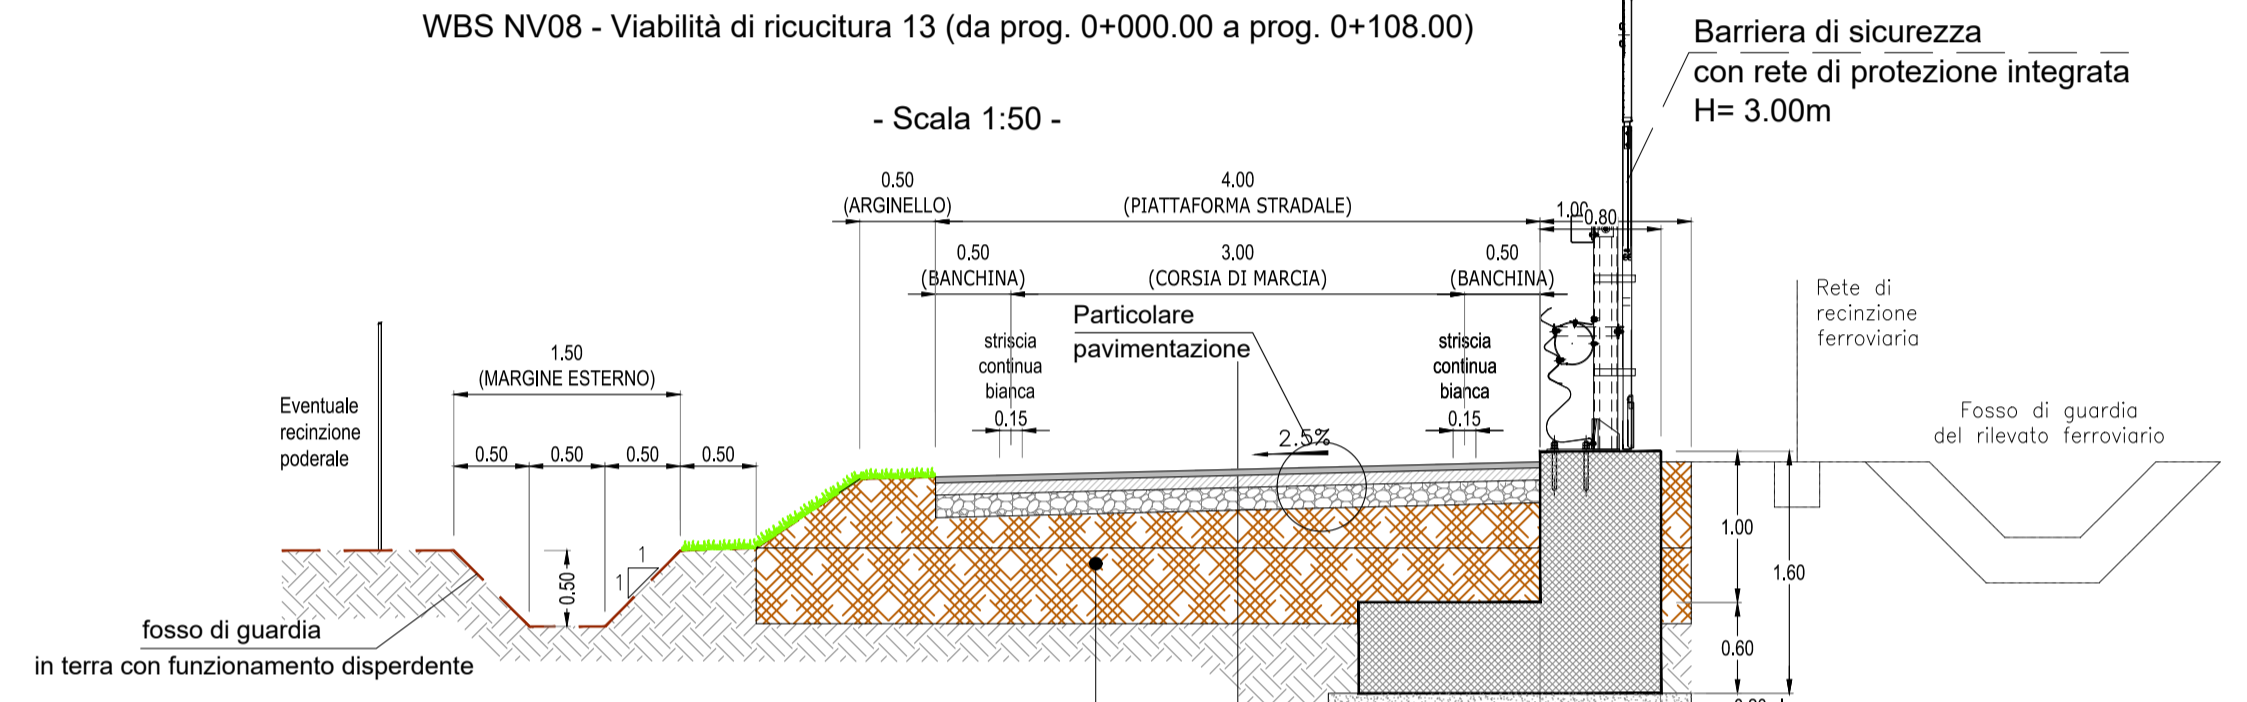 WBS NV08 - Viabilità di ricucitura 13 (da prog. 0+000.00 a prog. 0+108.00)
- Scala 1:50 -
Barriera di sicurezza
con rete di protezione integrata
H= 3.00m
0.50
(ARGINELLO)
4.00
(PIATTAFORMA STRADALE)
1.00
0.80
0.50
(BANCHINA)
3.00
(CORSIA DI MARCIA)
0.50
(BANCHINA)
Particolare
pavimentazione
striscia
continua
bianca
0.15
striscia
continua
bianca
0.15
2.5%
1.50
(MARGINE ESTERNO)
Eventuale
recinzione
poderale
0.50
0.50
0.50
0.50
0.50
1
1
fosso di guardia
in terra con funzionamento disperdente
Rete di
recinzione
ferroviaria
Fosso di guardia
del rilevato ferroviario
1.00
1.60
0.60